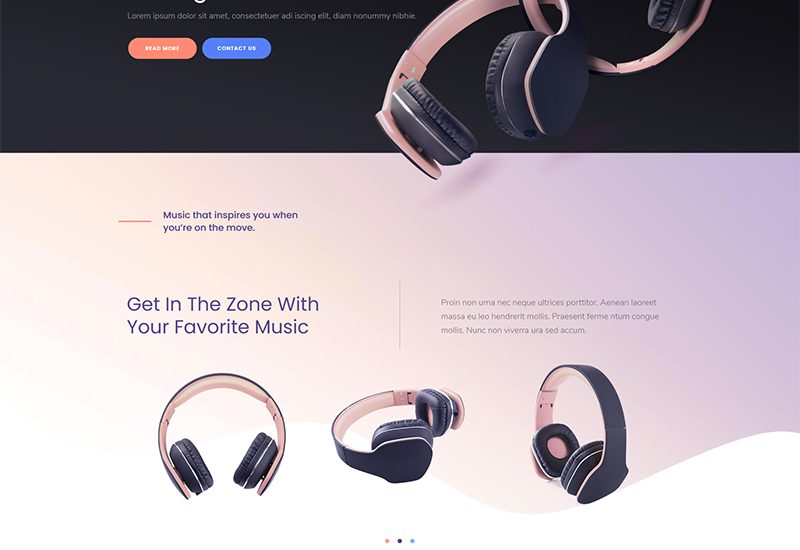 Lorem ipsum dolor sit amet, consectetuer adi iscing elit, diam nonummy nibhie.
READ MORE
CONTACT US
Music that inspires you when
you're on the move.
Get In The Zone With
Your Favorite Music
Proin non urna nec neque ultrices porttitor. Aenean laoreet
massa eu leo hendrerit mollis. Praesent ferme ntum congue
mollis. Nunc non viverra ura sed accum.